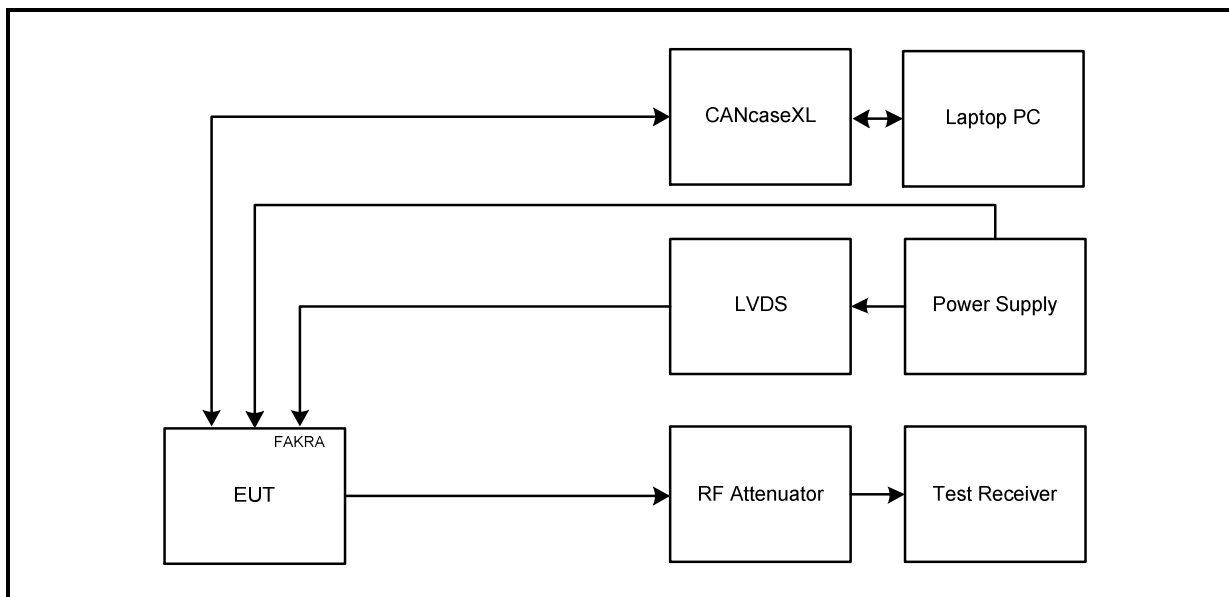 CANcaseXL
Laptop PC
LVDS
Power Supply
FAKRA
EUT
RF Attenuator
Test Receiver